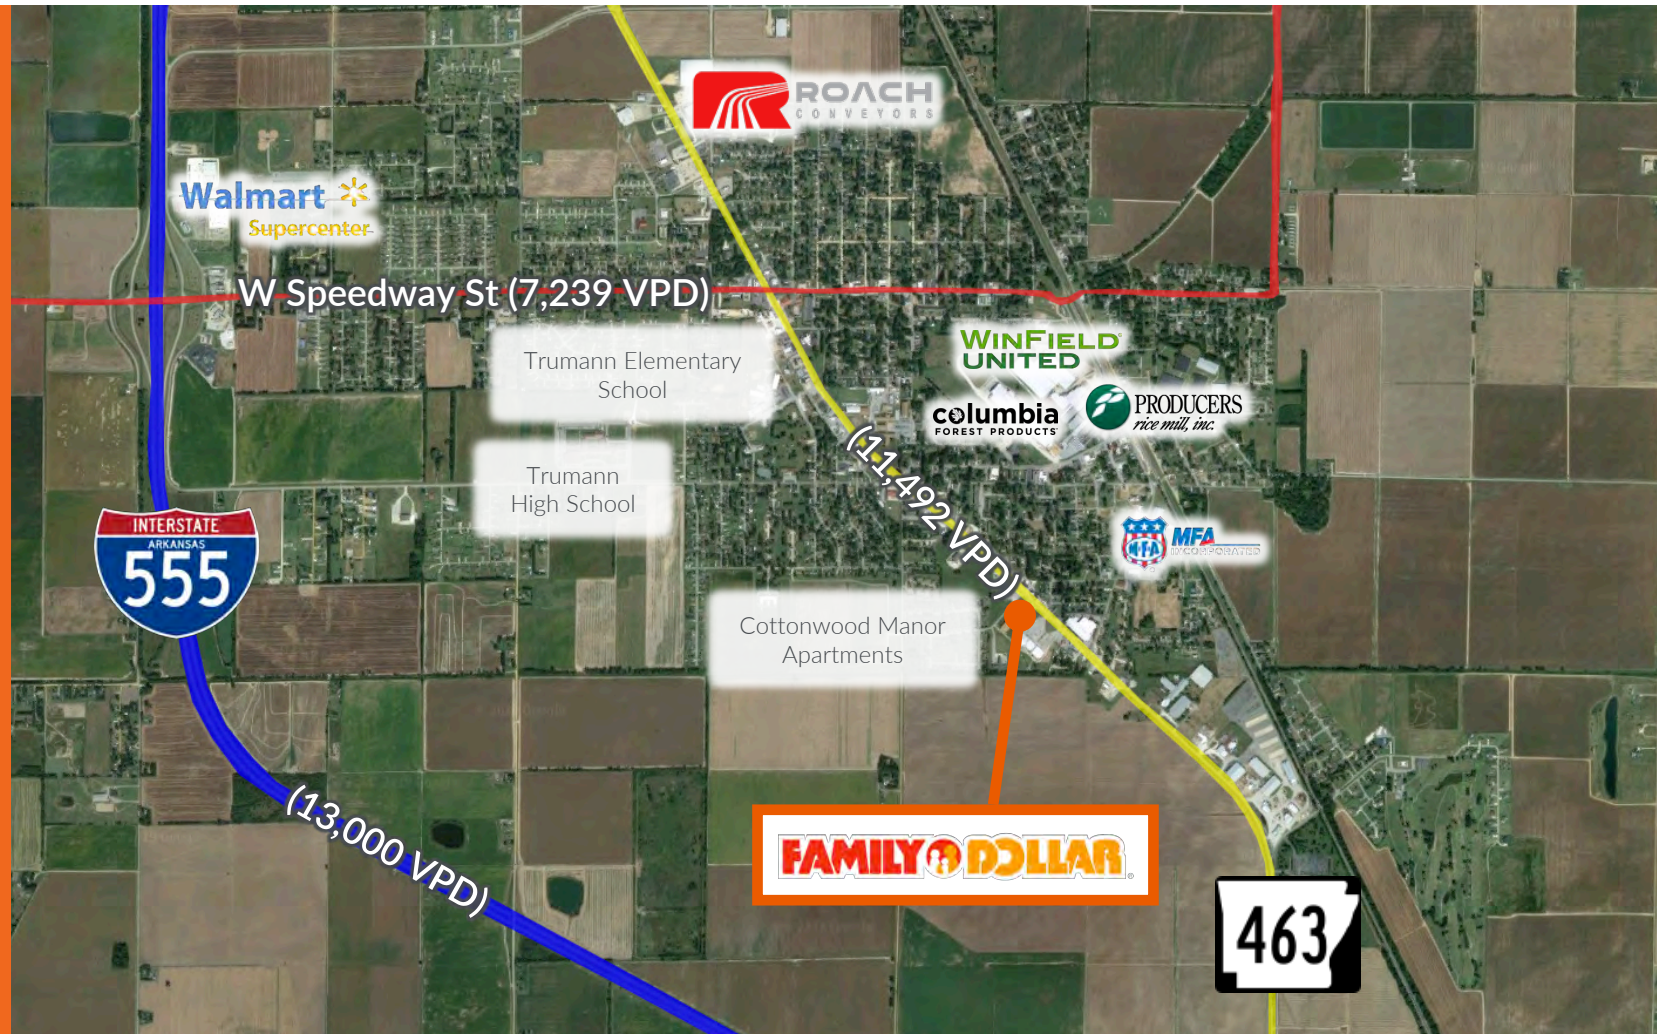 ROACH
CONVEYORS
Walmart
Supercenter
W Speedway St (7,239 VPD)
Trumann Elementary
School
WINFIELD
UNITED
columbia
FOREST PRODUCTS
PRODUCERS
rice mill, inc.
(11,492 VPD)
Trumann
High School
INTERSTATE
ARKANSAS
555
MFA
MFA
INCORPORATED
Cottonwood Manor
Apartments
(13,000 VPD)
FAMILY DOLLAR
463